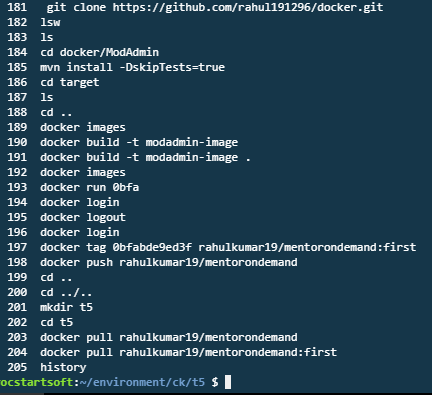 181 git clone https://github.com/rahul191296/docker.git
182 lsw
183 ls
184 cd docker/ModAdmin
185 mvn install -DskipTests=true
186 cd target
187 ls
188 cd ..
189 docker images
190 docker build -t modadmin-image
191 docker build -t modadmin-image .
192 docker images
193 docker run 0bfa
194 docker login
195 docker logout
196 docker login
197 docker tag 0bfabde9ed3f rahulkumar19/mentorondemand:first
198 docker push rahulkumar19/mentorondemand
199 cd ..
200 cd ../..
201 mkdir t5
202 cd t5
203 docker pull rahulkumar19/mentorondemand
204 docker pull rahulkumar19/mentorondemand:first
205 history
ocstartsoft:~/environment/ck/t5 $